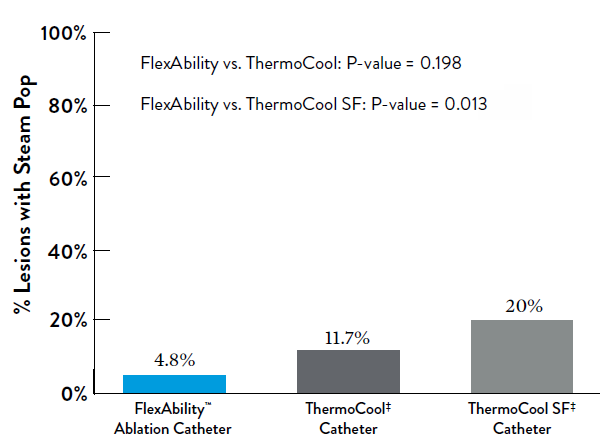 100%
FlexAbility vs. ThermoCool: P-value = 0.198
80%
FlexAbility vs. ThermoCool SF: P-value = 0.013
% Lesions with Steam Pop
60%
40%
20%
0%
4.8%
11.7%
20%
FlexAbility™
Ablation Catheter
ThermoCool‡
Catheter
ThermoCool SF‡
Catheter